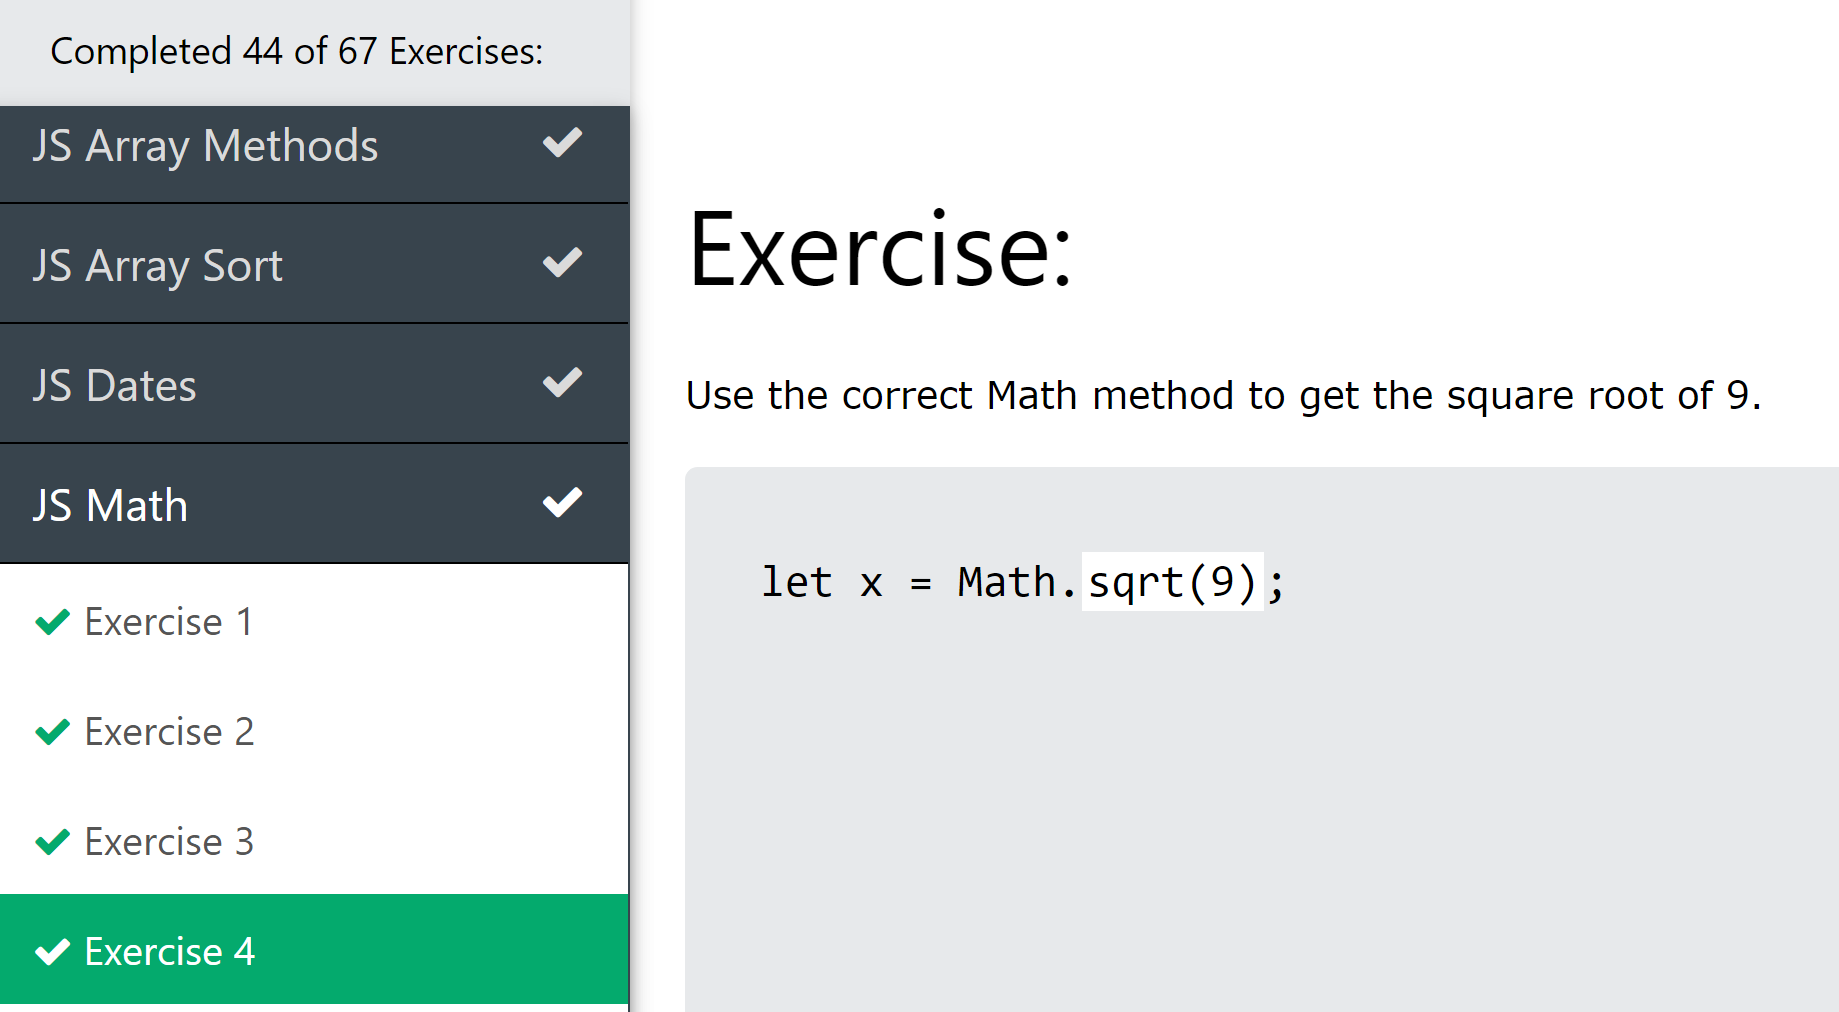 Completed 44 of 67 Exercises:
JS Array Methods
JS Array Sort
JS Dates
JS Math
Exercise 1
Exercise 2
Exercise 3
Exercise 4
Exercise:
Use the correct Math method to get the square root of 9.
let x = Math.sqrt(9);